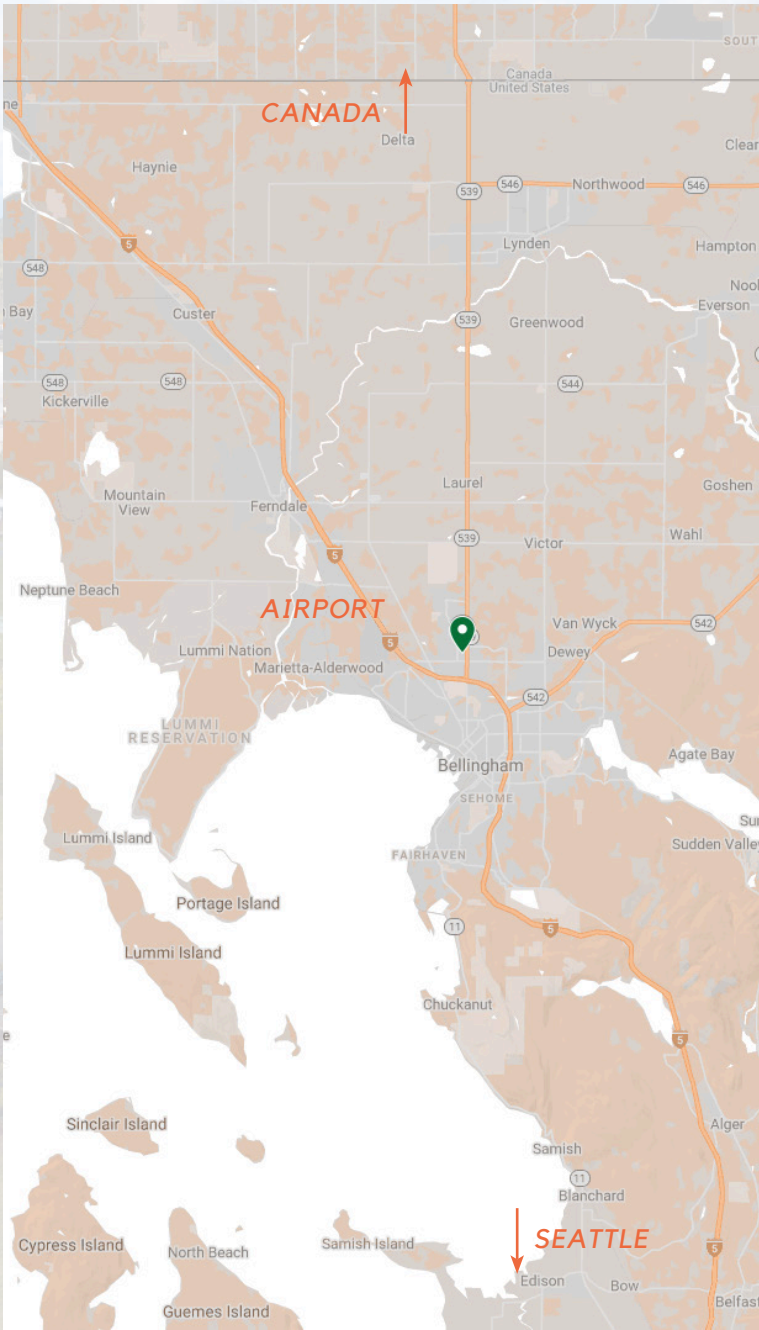 SOUT
Canada
United States
CANADA
ne
Delta
Clear
Haynie
539
546
Northwood
546
5
Lynden
Hampton
548
Nool
Everson
n Bay
Custer
539
Greenwood
548
548
544
Kickerville
Laurel
Goshen
Mountain
View
Ferndale
539
Victor
Wahl
5
Neptune Beach
AIRPORT
Van Wyck
542
5
Lummi Nation
Dewey
Marietta-Alderwood
542
LUMMI
RESERVATION
Agate Bay
Bellingham
SEHOME
Sun
Lummi Island
Sudden Valley
FAIRHAVEN
Portage Island
11
5
Lummi Island
Chuckanut
e
5
Sinclair Island
Alger
Samish
11
Blanchard
Cypress Island
North Beach
Samish Island
SEATTLE
5
Edison
Bow
Guemes Island
Belfast